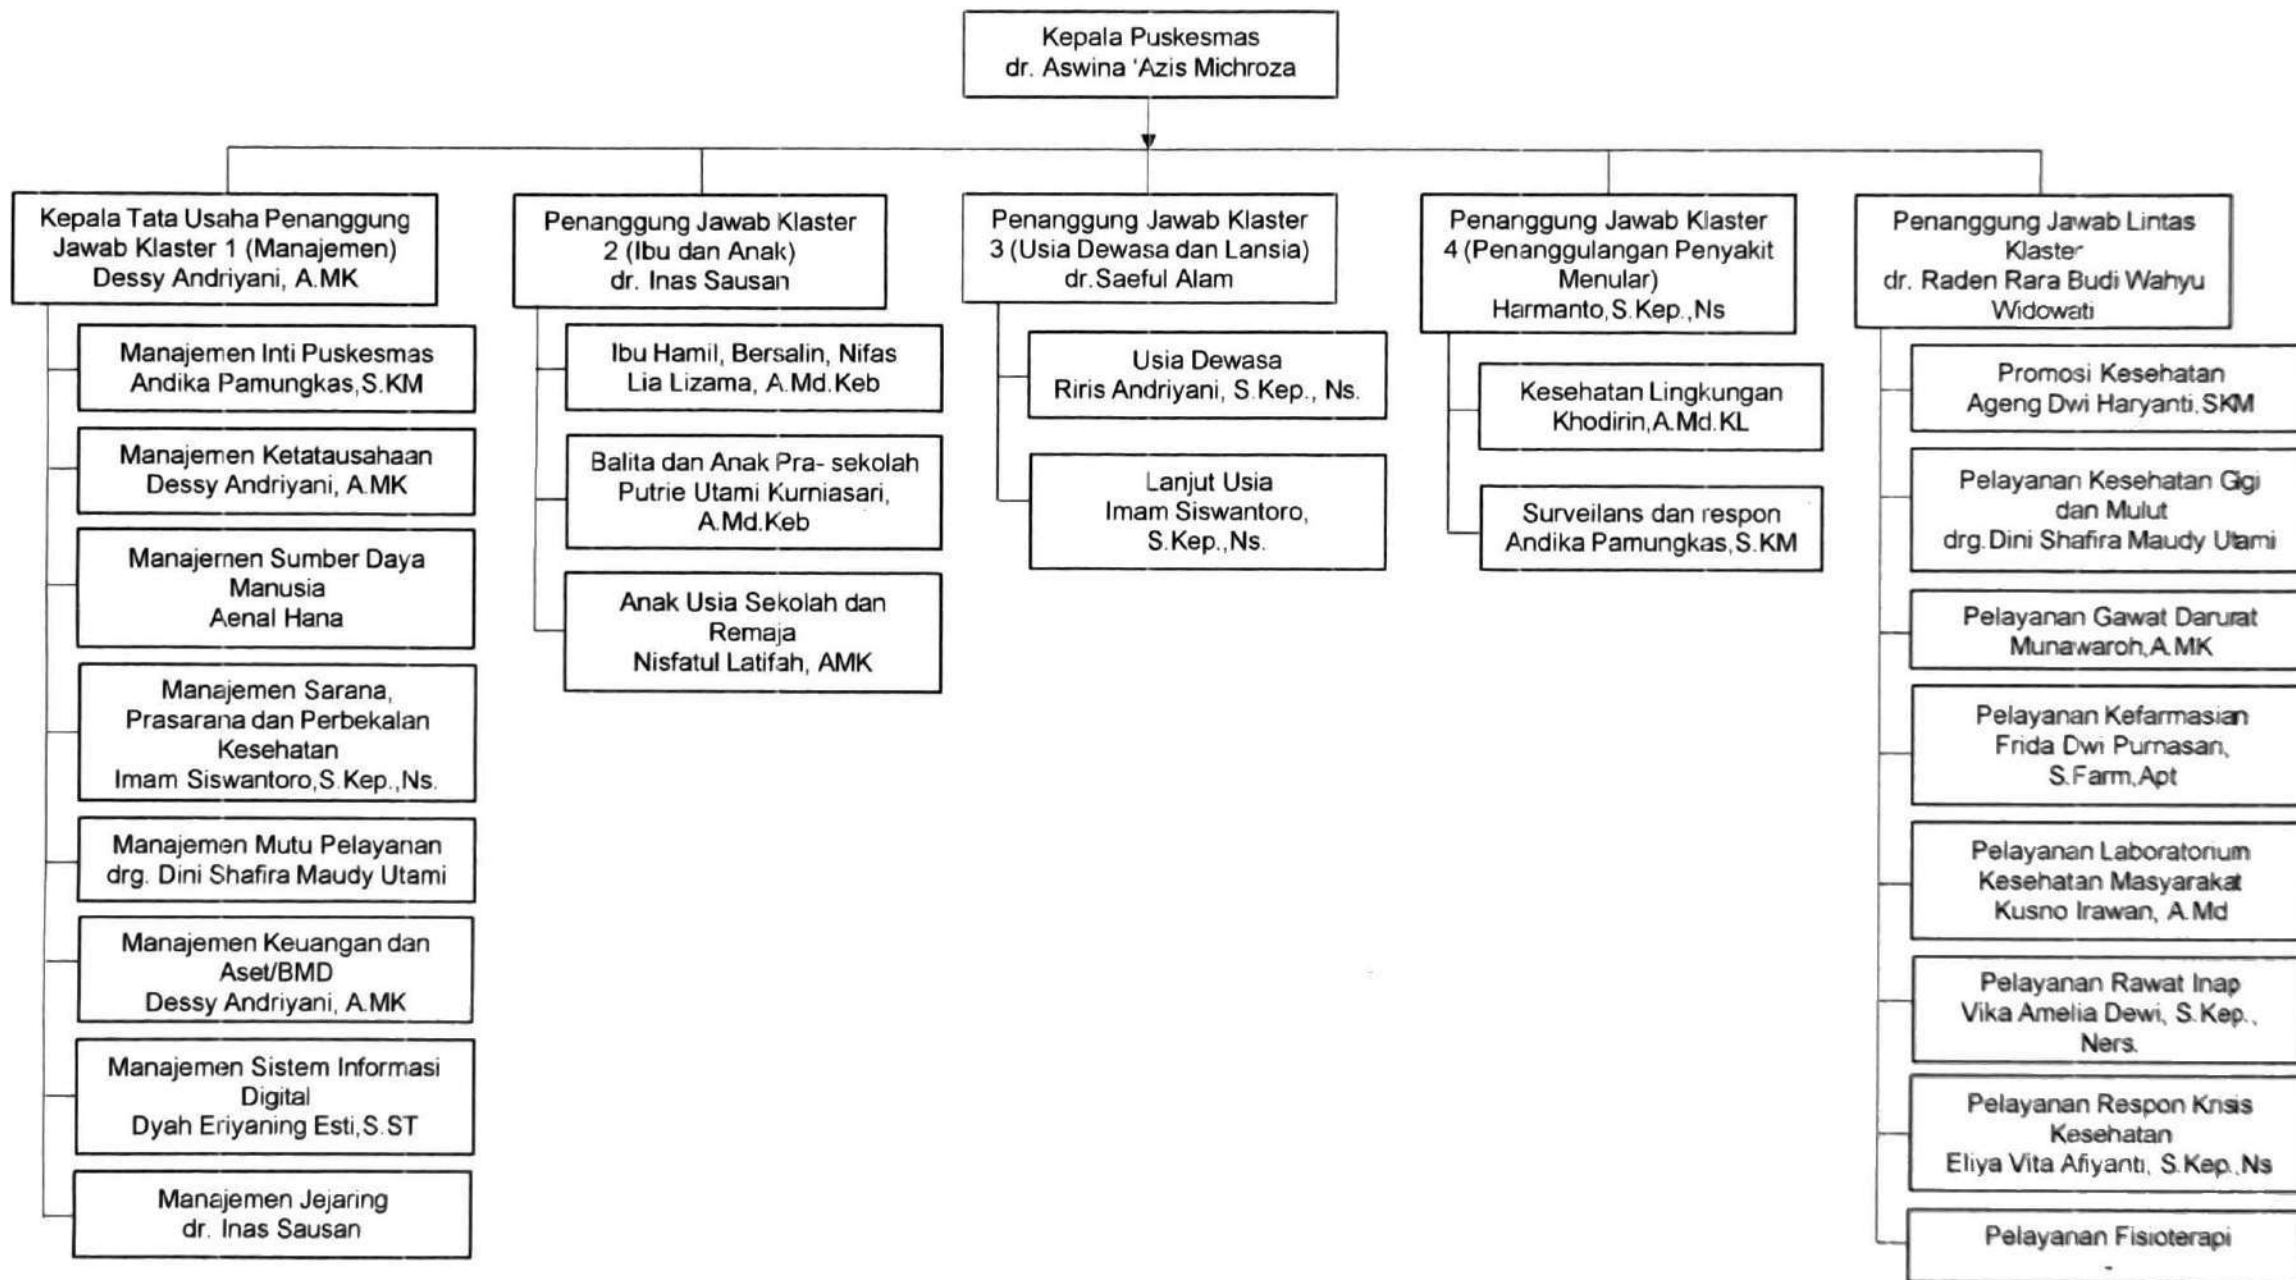 Kepala Puskesmas
dr. Aswina 'Azis Michroza
Kepala Tata Usaha Penanggung
Jawab Klaster 1 (Manajemen)
Dessy Andriyani, A.MK
Manajemen Inti Puskesmas
Andika Pamungkas,S.KM
Manajemen Ketatausahaan
Dessy Andriyani, A.MK
Manajemen Sumber Daya
Manusia
Aenal Hana
Manajemen Sarana,
Prasarana dan Perbekalan
Kesehatan
Imam Siswantoro,S.Kep.,Ns.
Manajemen Mutu Pelayanan
drg. Dini Shafira Maudy Utami
Manajemen Keuangan dan
Aset/BMD
Dessy Andriyani, A.MK
Manajemen Sistem Informasi
Digital
Dyah Eriyaning Esti,S.ST
Manajemen Jejaring
dr. Inas Sausan
Penanggung Jawab Klaster
2 (Ibu dan Anak)
dr. Inas Sausan
Ibu Hamil, Bersalin, Nifas
Lia Lizama, A.Md.Keb
Balita dan Anak Pra- sekolah
Putrie Utami Kurniasari,
A.Md.Keb
Anak Usia Sekolah dan
Remaja
Nisfatul Latifah, AMK
Penanggung Jawab Klaster
3 (Usia Dewasa dan Lansia)
dr.Saeful Alam
Usia Dewasa
Riris Andriyani, S.Kep., Ns.
Lanjut Usia
Imam Siswantoro,
S.Kep.,Ns.
Penanggung Jawab Klaster
4 (Penanggulangan Penyakit
Menular)
Harmanto,S.Kep.,Ns
Kesehatan Lingkungan
Khodirin,A.Md.KL
Surveilans dan respon
Andika Pamungkas,S.KM
Penanggung Jawab Lintas
Klaster
dr. Raden Rara Budi Wahyu
Widowati
Promosi Kesehatan
Ageng Dwi Haryanti,SKM
Pelayanan Kesehatan Gigi
dan Mulut
drg.Dini Shafira Maudy Utami
Pelayanan Gawat Darurat
Munawaroh,A.MK
Pelayanan Kefarmasian
Frida Dwi Purnasari,
S.Farm,Apt
Pelayanan Laboratorium
Kesehatan Masyarakat
Kusno Irawan, A.Md
Pelayanan Rawat Inap
Vika Amelia Dewi, S.Kep.,
Ners.
Pelayanan Respon Krisis
Kesehatan
Eliya Vita Afiyanti, S.Kep.,Ns
Pelayanan Fisioterapi
-